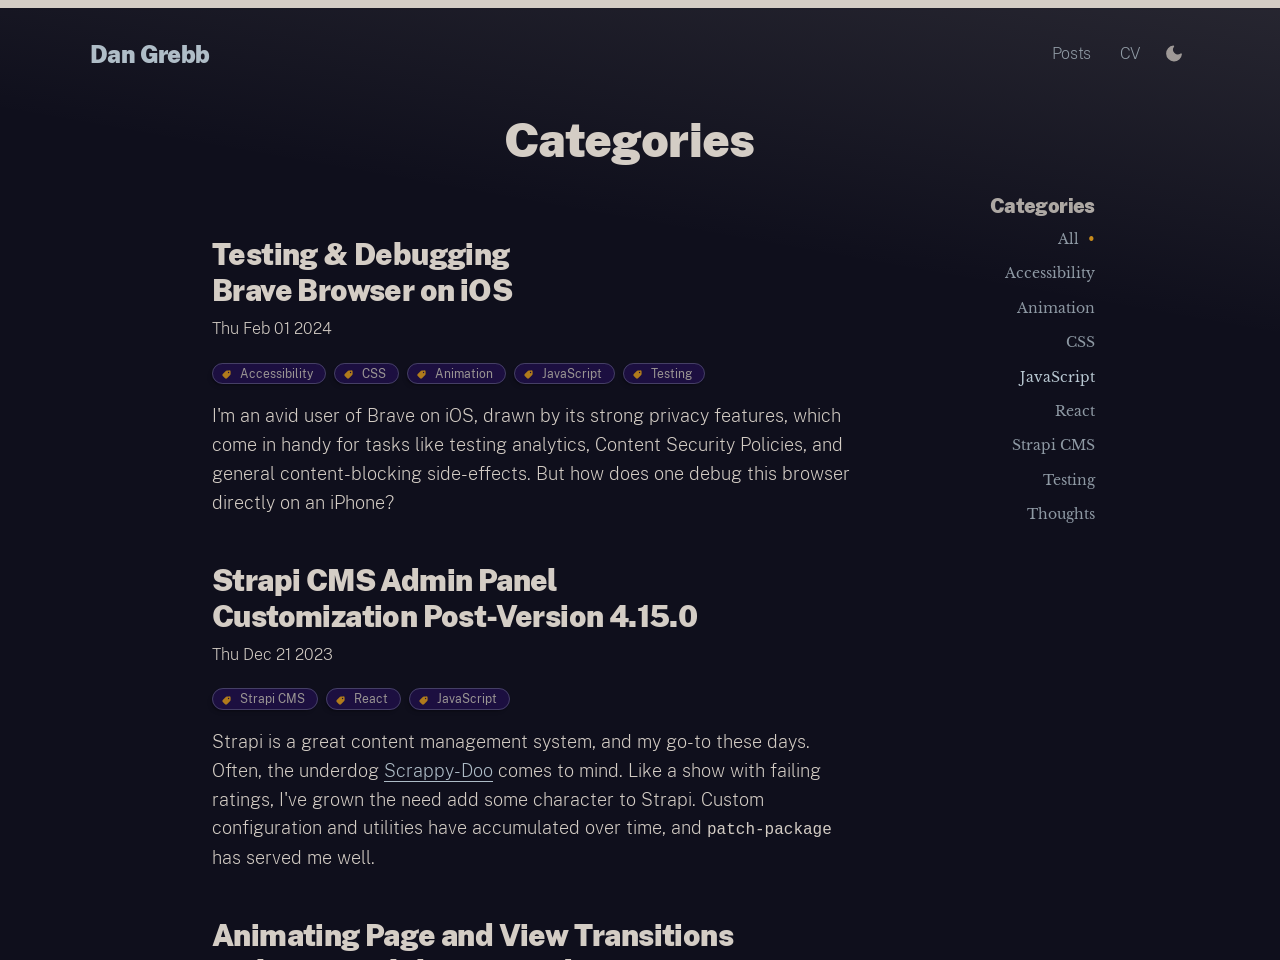 Dan Grebb
Posts
CV
Categories
Testing & Debugging
Brave Browser on iOS
Thu Feb 01 2024
Accessibility
CSS
Animation
JavaScript
Testing
I'm an avid user of Brave on iOS, drawn by its strong privacy features, which
come in handy for tasks like testing analytics, Content Security Policies, and
general content-blocking side-effects. But how does one debug this browser
directly on an iPhone?
Strapi CMS Admin Panel
Customization Post-Version 4.15.0
Thu Dec 21 2023
Strapi CMS
React
JavaScript
Strapi is a great content management system, and my go-to these days.
Often, the underdog Scrappy-Doo comes to mind. Like a show with failing
ratings, I've grown the need add some character to Strapi. Custom
configuration and utilities have accumulated over time, and patch-package
has served me well.
Animating Page and View Transitions
Categories
All •
Accessibility
Animation
CSS
JavaScript
React
Strapi CMS
Testing
Thoughts